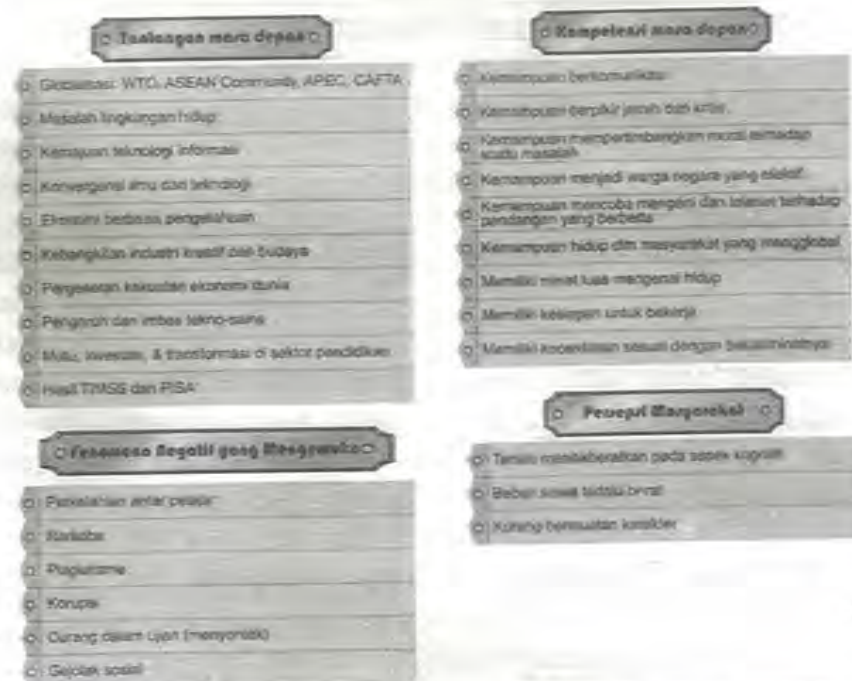 Tantangan masa depan
Globalisasi: WTO, ASEAN Community, APEC, CAFTA
Masalah lingkungan hidup
Kemajuan teknologi informasi
Konvergensi ilmu dan teknologi
Ekonomi berbasis pengetahuan
Kebangkitan industri kreatif dan budaya
Pergeseran kekuatan ekonomi dunia
Pengaruh dan imbas tekno-sains
Mutu, investasi, & transformasi di sektor pendidikan
Hasil TIMSS dan PISA
Fenomena Negatif yang Mengemuka
Perkelahian antar pelajar
Narkoba
Plagiarisme
Korupsi
Curang dalam ujian (menyontek)
Gejolak sosial
Kompetensi masa depan
Kemampuan berkomunikasi
Kemampuan berpikir jernih dan kritis
Kemampuan mempertimbangkan moral terhadap
suatu masalah
Kemampuan menjadi warga negara yang efektif
Kemampuan mencoba mengerti dan toleran terhadap
pandangan yang berbeda
Kemampuan hidup dlm masyarakat yang mengglobal
Memiliki minat luas mengenai hidup
Memiliki kesiapan untuk bekerja
Memiliki kecerdasan sesuai dengan bakat/minatnya
Persepsi Masyarakat
Terlalu menitikberatkan pada aspek kognitif
Beban siswa terlalu berat
Kurang bermuatan karakter